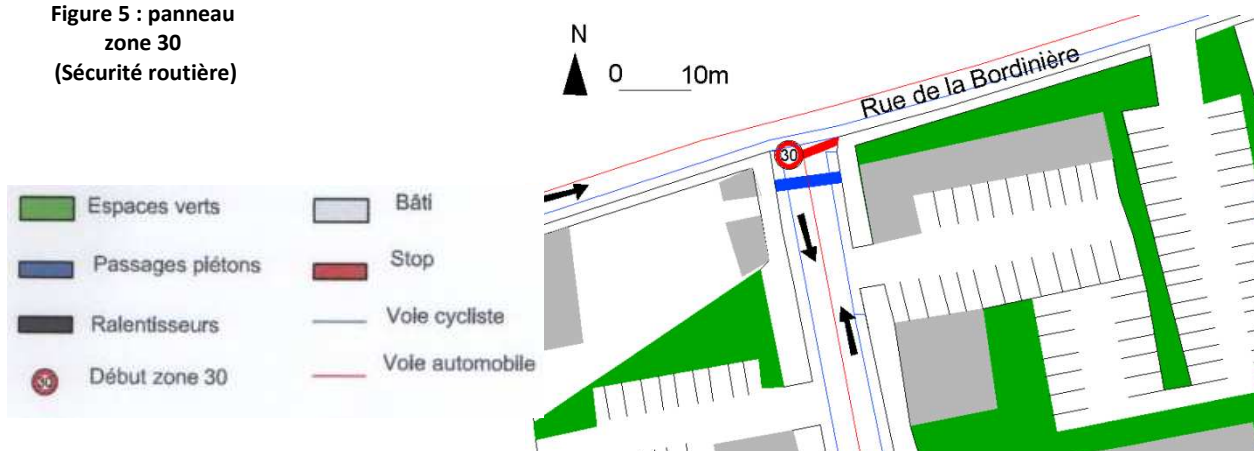 Figure 5 : panneau
zone 30
(Sécurité routière)
N
0 10m
Rue de la Bordinière
30
Espaces verts
Bâti
Passages piétons
Stop
Ralentisseurs
Voie cycliste
30
Début zone 30
Voie automobile